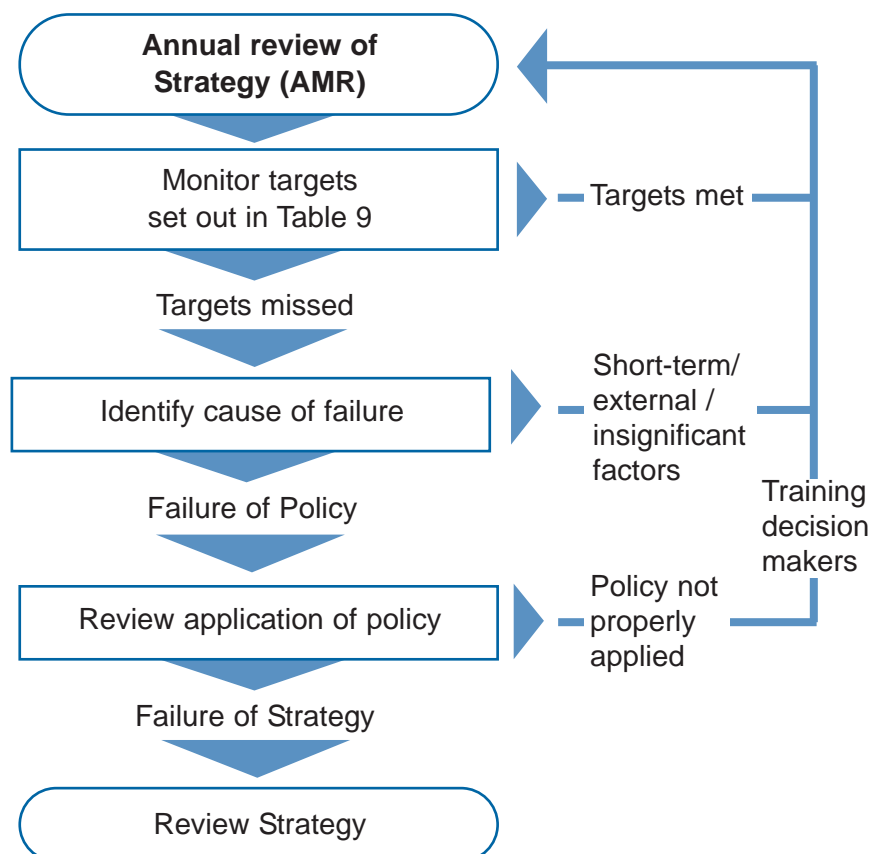 Annual review of
Strategy (AMR)
Monitor targets
set out in Table 9
Targets met
Targets missed
Identify cause of failure
Short-term/
external /
insignificant
factors
Failure of Policy
Training
decision
makers
Review application of policy
Policy not
properly
applied
Failure of Strategy
Review Strategy